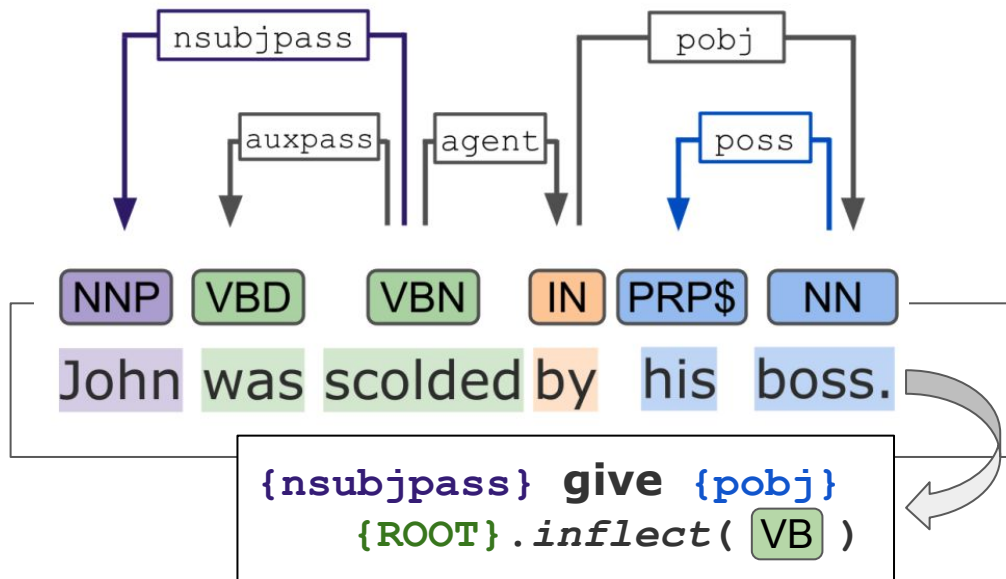 nsubjpass pobj
auxpass agent poss
NNP VBD VBN IN PRP$ NN
John was scolded by his boss.
{nsubjpass} give {pobj}
{ROOT}.inflect( VB )